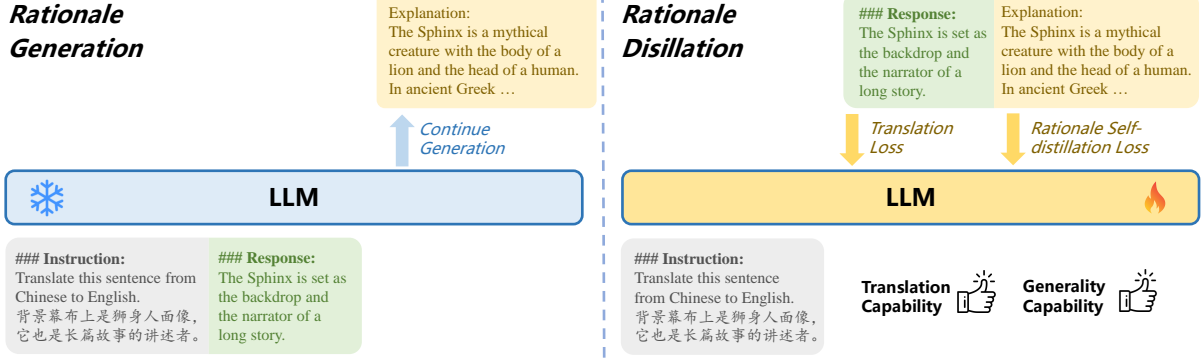 Rationale
Generation
Explanation:
The Sphinx is a mythical
creature with the body of a
lion and the head of a human.
In ancient Greek …
Continue
Generation
LLM
### Instruction:
Translate this sentence from
Chinese to English.
背景幕布上是狮身人面像，
它也是长篇故事的讲述者。
### Response:
The Sphinx is set as
the backdrop and
the narrator of a
long story.
Rationale
Disillation
### Response:
The Sphinx is set as
the backdrop and
the narrator of a
long story.
Explanation:
The Sphinx is a mythical
creature with the body of a
lion and the head of a human.
In ancient Greek …
Translation
Loss
Rationale Self-
distillation Loss
LLM
### Instruction:
Translate this sentence
from Chinese to English.
背景幕布上是狮身人面像，
它也是长篇故事的讲述者。
Translation
Capability
Generality
Capability